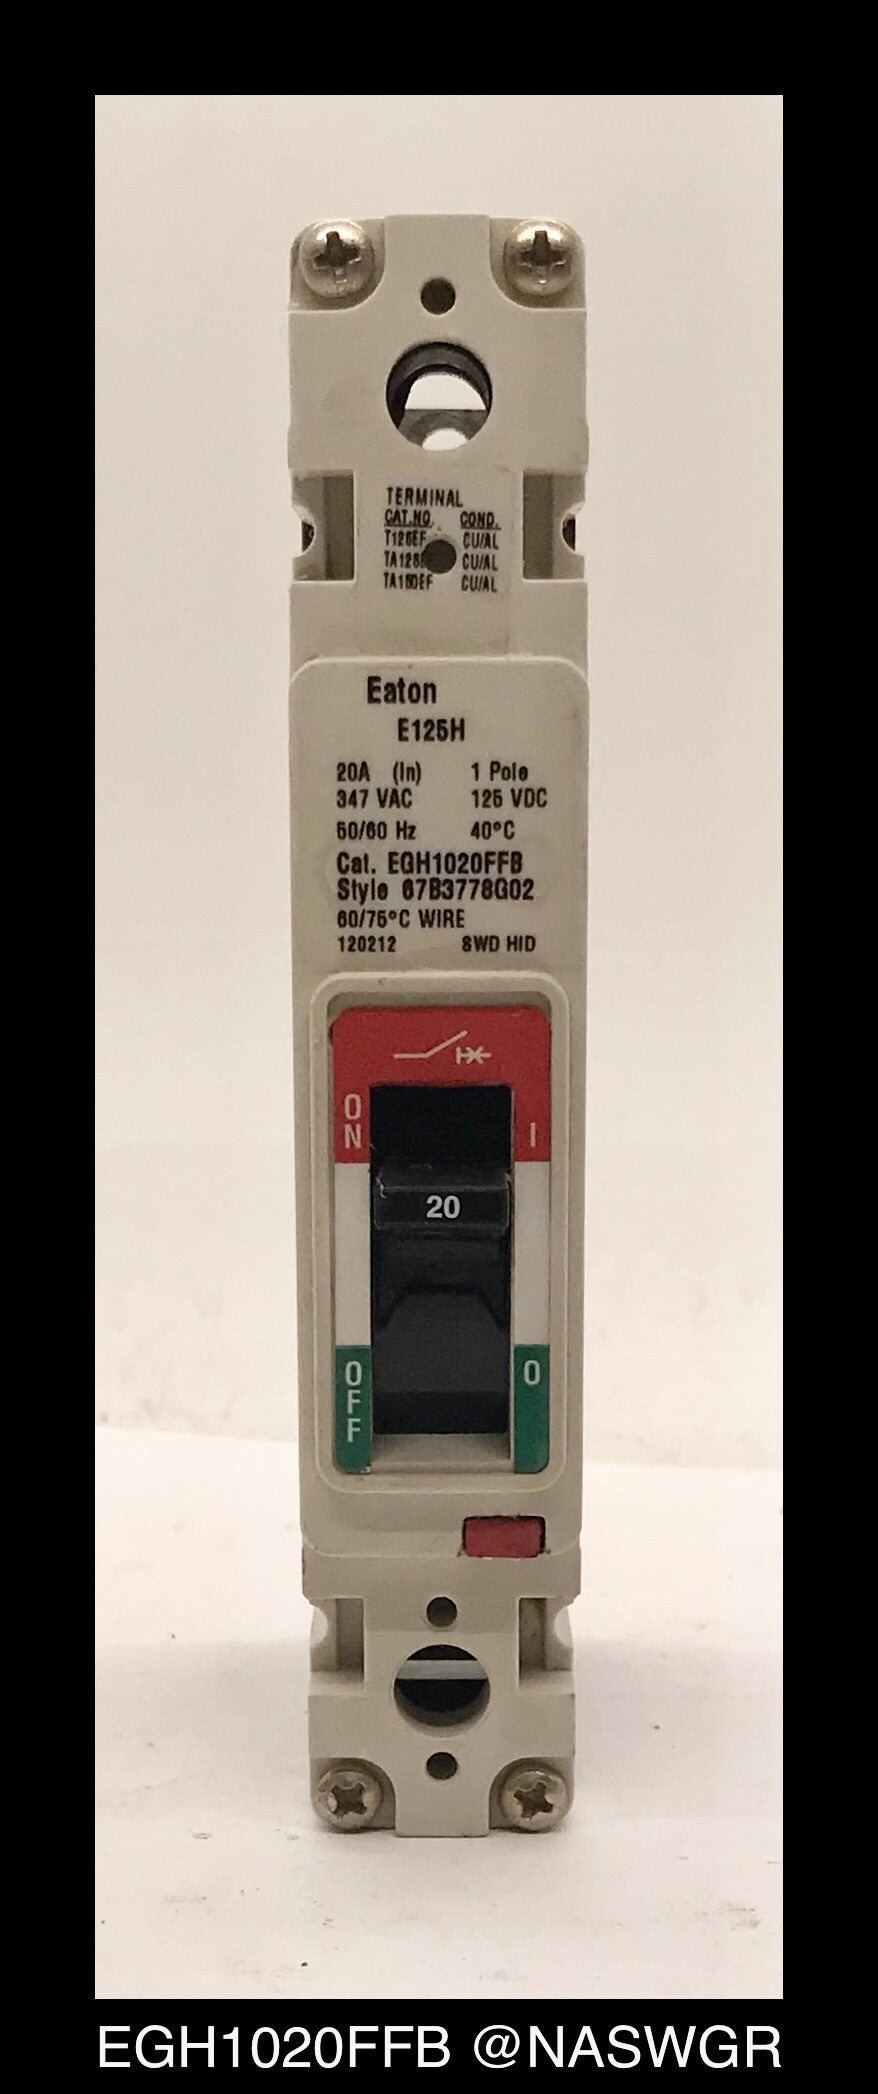 TERMINAL
CAT.NO. COND.
T125EF CU/AL
CU/AL
TA150EF CU/AL
Eaton
E125H
20A (In) 1 Pole
347 VAC 125 VDC
50/60 Hz 40°C
Cat. EGH1020FFB
Style 67B3778G02
60/75°C WIRE
120212 SWD HID
ON I
20
OFF O
EGH1020FFB @NASWGR